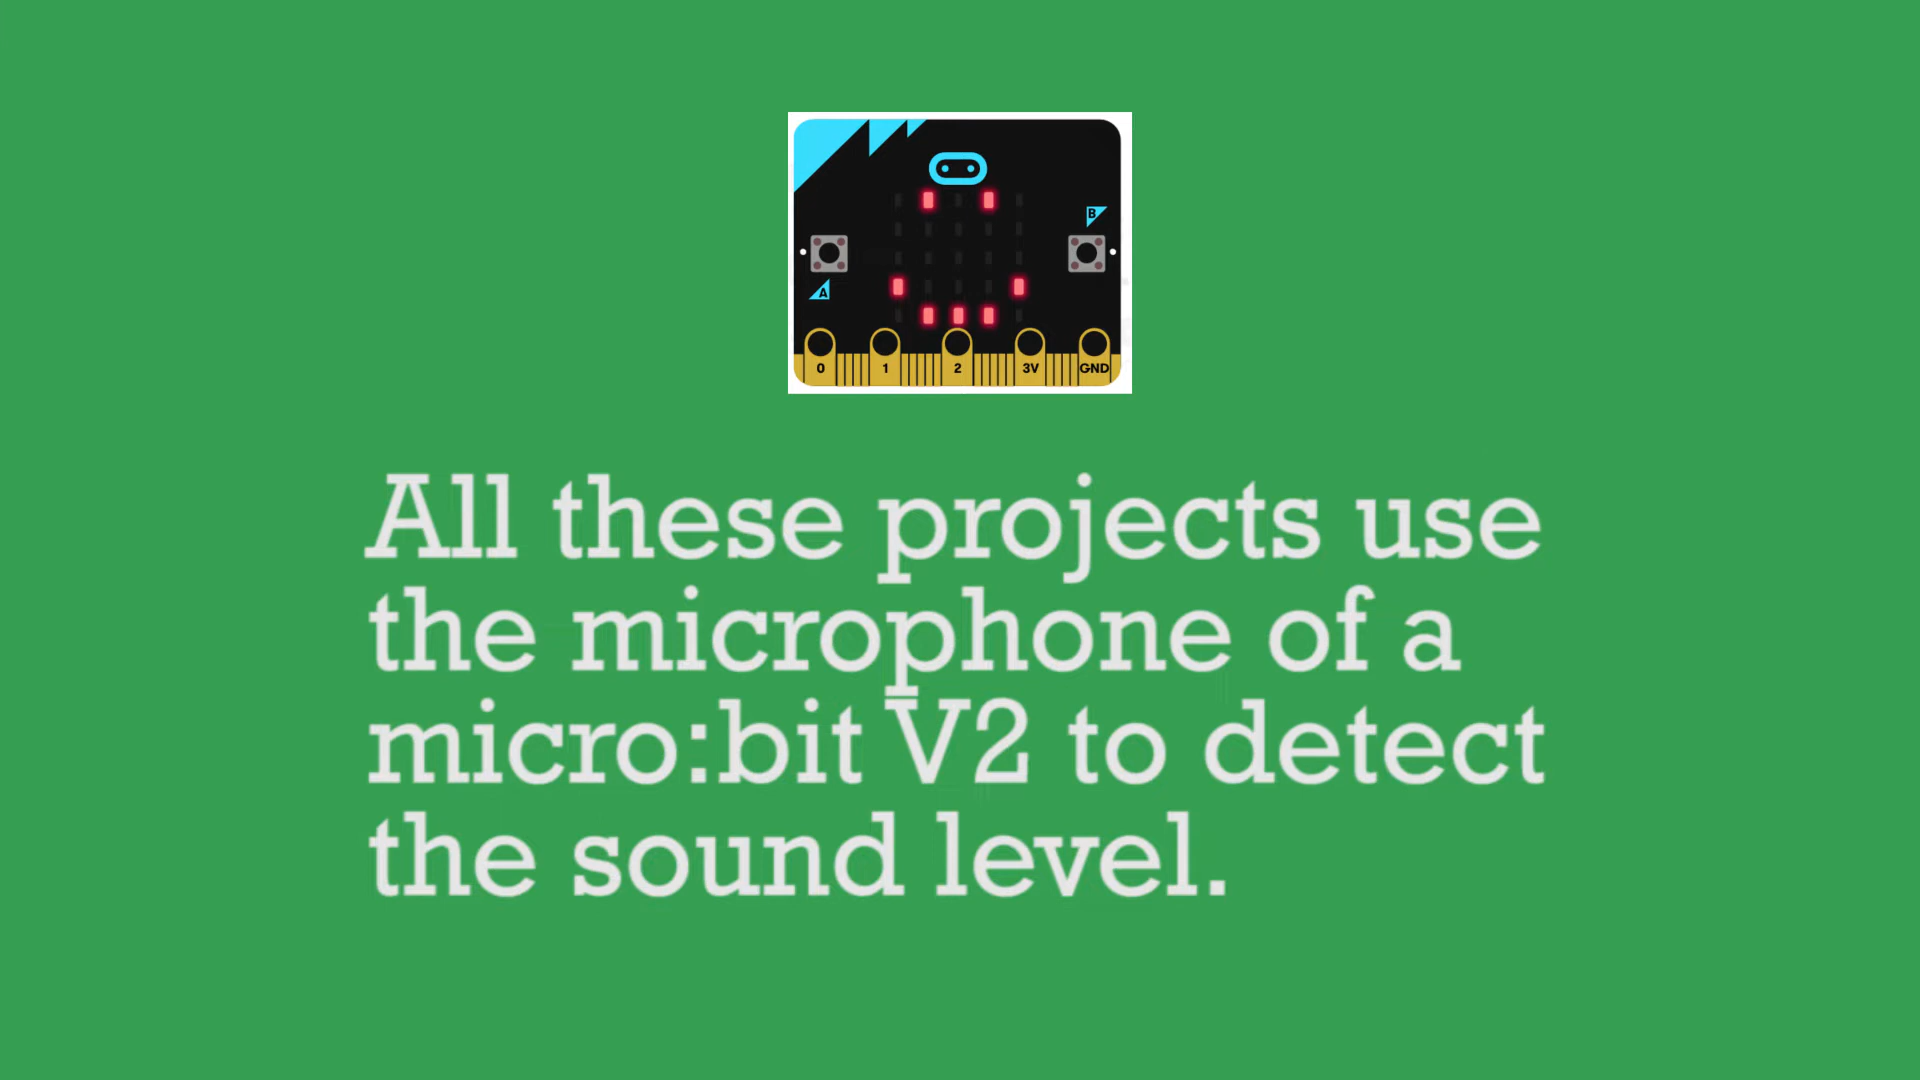 B
A
0 1 2 3V GND
All these projects use
the microphone of a
micro:bit V2 to detect
the sound level.